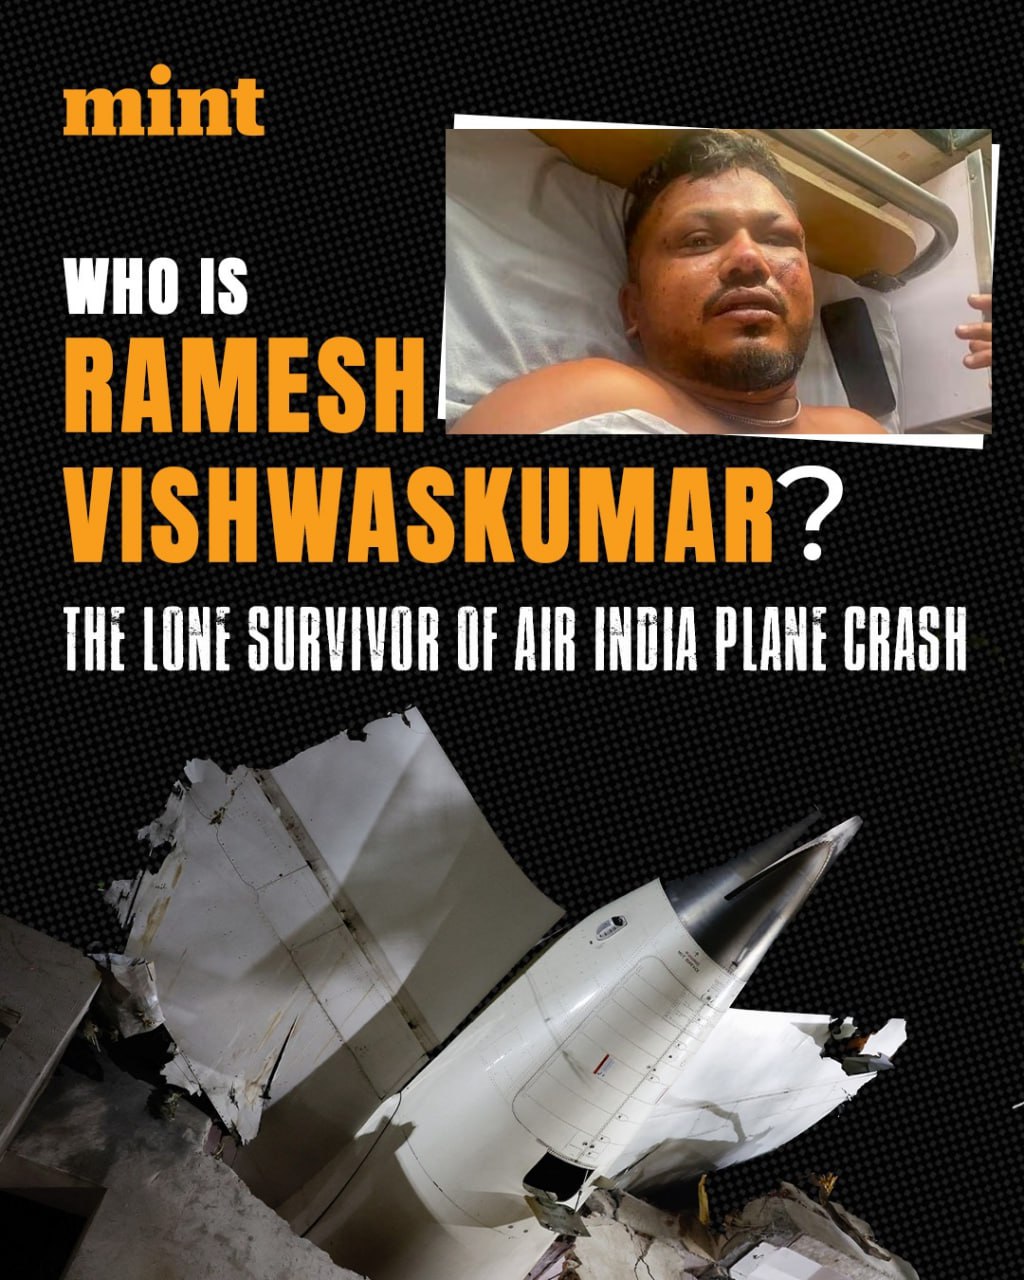 mint
WHO IS
RAMESH
VISHWASKUMAR?
THE LONE SURVIVOR OF AIR INDIA PLANE CRASH